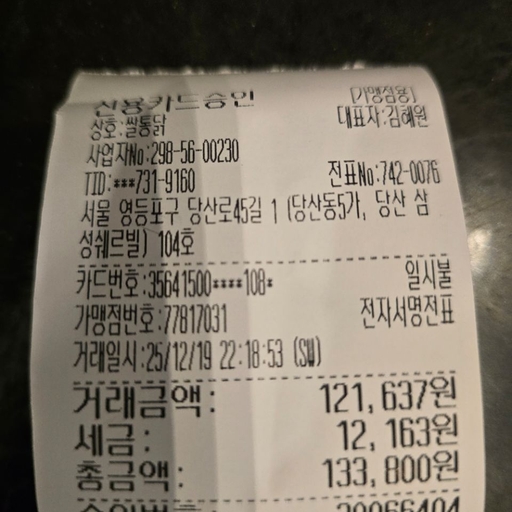 신용카드승인 [가맹점용]
상호:쌀통닭 대표자:김혜원
사업자No:298-56-00230
TID:***731-9160 전표No:742-0076
서울 영등포구 당산로45길 1 (당산동5가, 당산 삼
성쉐르빌) 104호
카드번호:35641500****108* 일시불
가맹점번호:77817031 전자서명전표
거래일시:25/12/19 22:18:53 (SW)
거래금액: 121,637원
세금: 12,163원
총금액: 133,800원